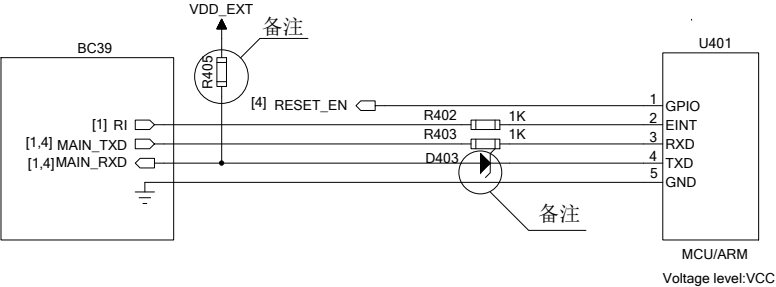 VDD_EXT
备注
BC39
U401
R405
[4] RESET_EN
1 GPIO
[1] RI
R402
1K
2 EINT
[1,4] MAIN_TXD
R403
1K
3 RXD
[1,4]MAIN_RXD
D403
4 TXD
5 GND
备注
MCU/ARM
Voltage level:VCC